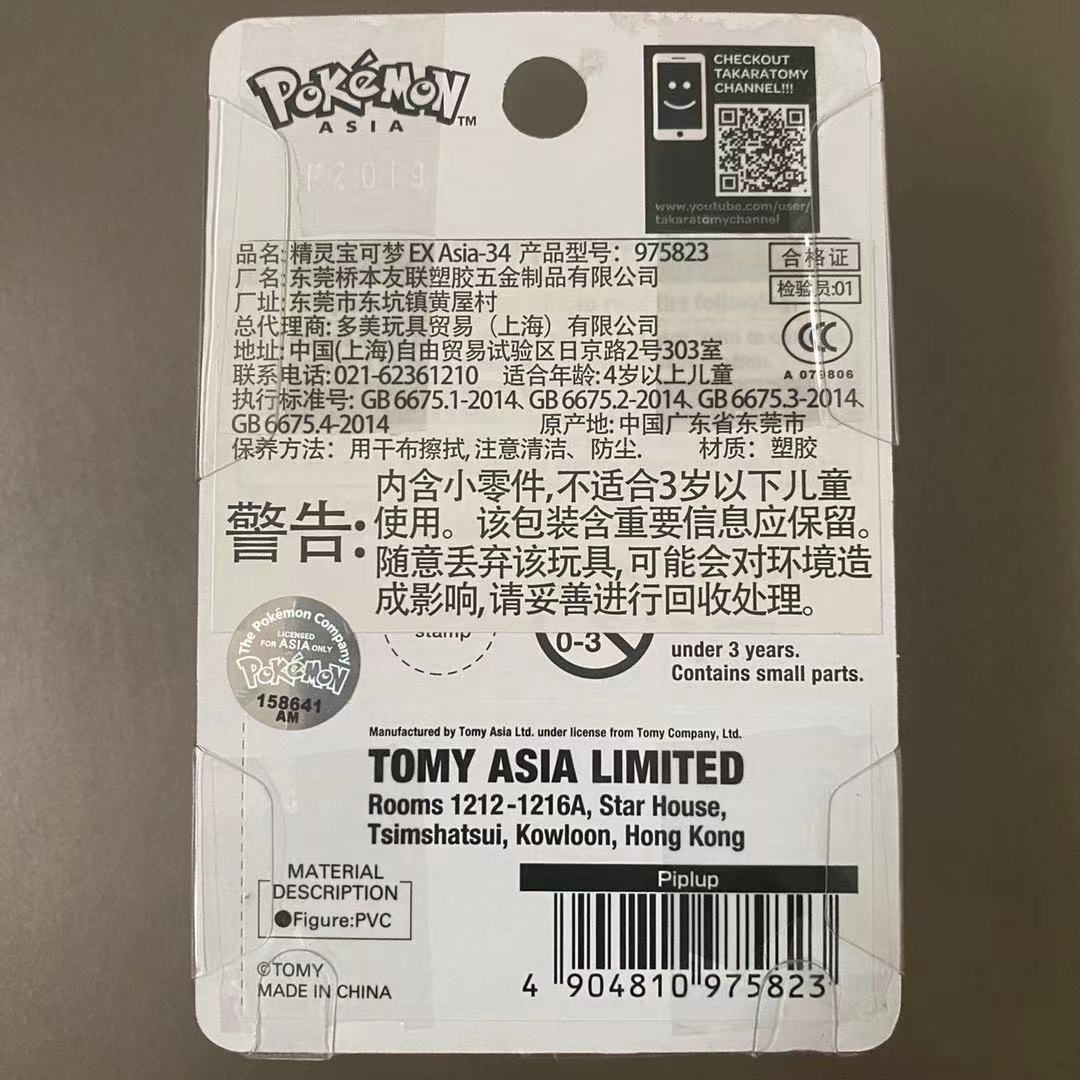 POKéMON
ASIA
™
P2019
CHECKOUT
TAKARATOMY
CHANNEL!!!
www.youtube.com/user/
takaratomychannel
品名: 精灵宝可梦 EX Asia-34 产品型号: 975823
合格证
厂名: 东莞桥本友联塑胶五金制品有限公司
检验员:01
厂址: 东莞市东坑镇黄屋村
总代理商: 多美玩具贸易（上海）有限公司
地址: 中国(上海)自由贸易试验区日京路2号303室
CCC
A 079806
联系电话: 021-62361210 适合年龄: 4岁以上儿童
执行标准号: GB 6675.1-2014、GB 6675.2-2014、GB 6675.3-2014、
GB 6675.4-2014 原产地: 中国广东省东莞市
保养方法: 用干布擦拭, 注意清洁、防尘. 材质: 塑胶
警告:
内含小零件,不适合3岁以下儿童
使用。该包装含重要信息应保留。
随意丢弃该玩具,可能会对环境造
成影响,请妥善进行回收处理。
The Pokémon Company
LICENSED
FOR ASIA ONLY
POKéMON
158641
AM
stamp
0-3
under 3 years.
Contains small parts.
Manufactured by Tomy Asia Ltd. under license from Tomy Company, Ltd.
TOMY ASIA LIMITED
Rooms 1212-1216A, Star House,
Tsimshatsui, Kowloon, Hong Kong
MATERIAL
DESCRIPTION
●Figure:PVC
Piplup
4 904810 975823
©TOMY
MADE IN CHINA